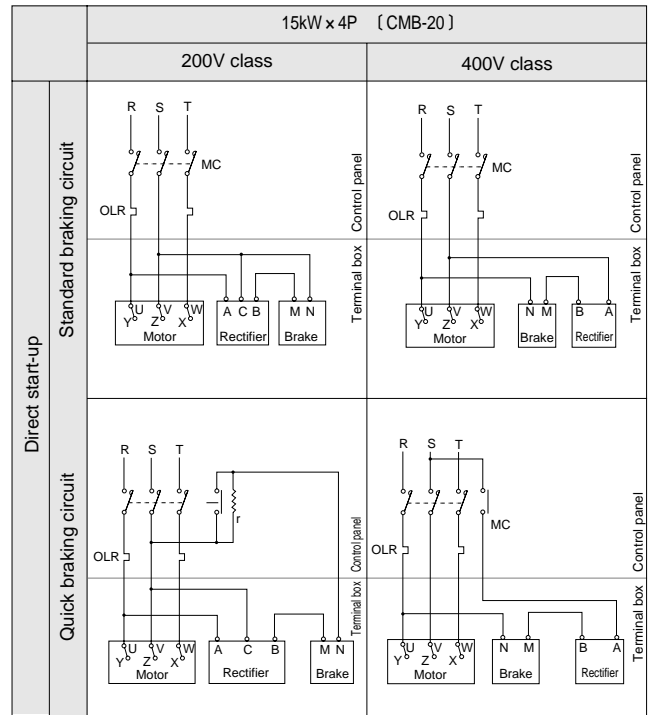 15kW × 4P 〔CMB-20〕
200V class
400V class
Direct start-up
Standard braking circuit
R S T
MC
OLR
Control panel
Terminal box
U V W
Y Z X
Motor
A C B
Rectifier
M N
Brake
R S T
MC
OLR
Control panel
Terminal box
U V W
Y Z X
Motor
N M
Brake
B A
Rectifier
Quick braking circuit
R S T
r
OLR
Control panel
Terminal box
U V W
Y Z X
Motor
A C B
Rectifier
M N
Brake
R S T
MC
OLR
Control panel
Terminal box
U V W
Y Z X
Motor
N M
Brake
B A
Rectifier